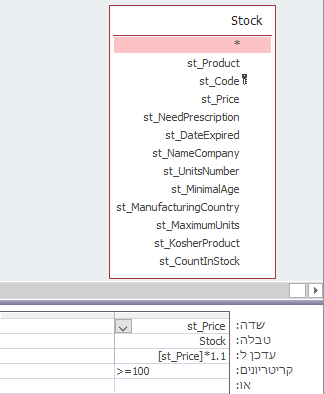 Stock
*
st_Product
st_Code
st_Price
st_NeedPrescription
st_DateExpired
st_NameCompany
st_UnitsNumber
st_MinimalAge
st_ManufacturingCountry
st_MaximumUnits
st_KosherProduct
st_CountInStock
שדה: st_Price
טבלה: Stock
עדכן ל: [st_Price]*1.1
קריטריונים: >=100
או: